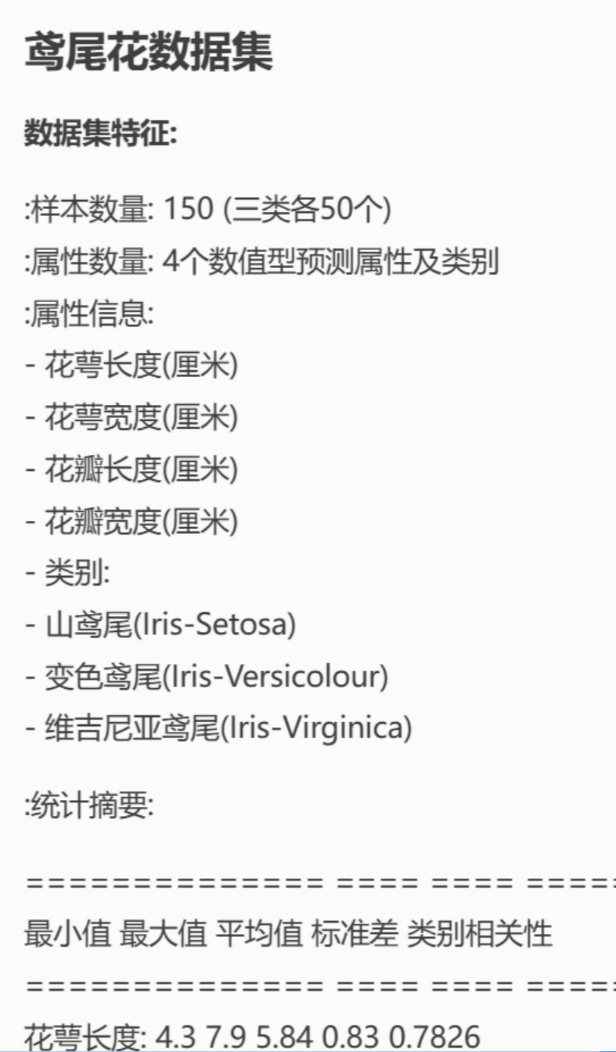 鸢尾花数据集
数据集特征:
:样本数量: 150 (三类各50个)
:属性数量: 4个数值型预测属性及类别
:属性信息:
- 花萼长度(厘米)
- 花萼宽度(厘米)
- 花瓣长度(厘米)
- 花瓣宽度(厘米)
- 类别:
- 山鸢尾(Iris-Setosa)
- 变色鸢尾(Iris-Versicolour)
- 维吉尼亚鸢尾(Iris-Virginica)
:统计摘要:
============== ==== ==== =====
最小值 最大值 平均值 标准差 类别相关性
============== ==== ==== =====
花萼长度: 4.3 7.9 5.84 0.83 0.7826